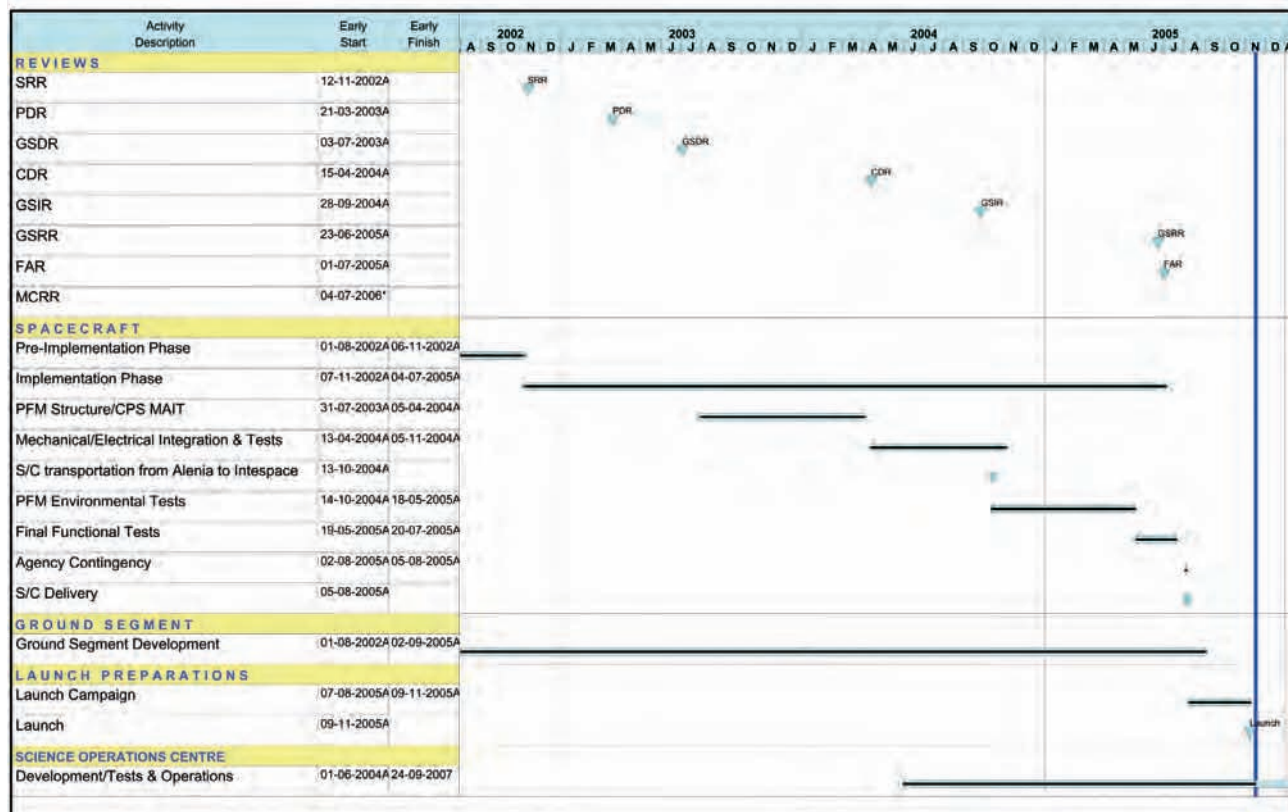 Activity Description Early Start Early Finish
2002 2003 2004 2005
A S O N D J F M A M J J A S O N D J F M A M J J A S O N D J F M A M J J A S O N D
REVIEWS
SRR 12-11-2002A SRR
PDR 21-03-2003A PDR
GSDR 03-07-2003A GSDR
CDR 15-04-2004A CDR
GSIR 28-09-2004A GSIR
GSRR 23-06-2005A GSRR
FAR 01-07-2005A FAR
MCRR 04-07-2006*
SPACECRAFT
Pre-Implementation Phase 01-08-2002A 06-11-2002A
Implementation Phase 07-11-2002A 04-07-2005A
PFM Structure/CPS MAIT 31-07-2003A 05-04-2004A
Mechanical/Electrical Integration & Tests 13-04-2004A 05-11-2004A
S/C transportation from Alenia to Intespace 13-10-2004A
PFM Environmental Tests 14-10-2004A 18-05-2005A
Final Functional Tests 19-05-2005A 20-07-2005A
Agency Contingency 02-08-2005A 05-08-2005A
S/C Delivery 05-08-2005A
GROUND SEGMENT
Ground Segment Development 01-08-2002A 02-09-2005A
LAUNCH PREPARATIONS
Launch Campaign 07-08-2005A 09-11-2005A
Launch 09-11-2005A Launch
SCIENCE OPERATIONS CENTRE
Development/Tests & Operations 01-06-2004A 24-09-2007